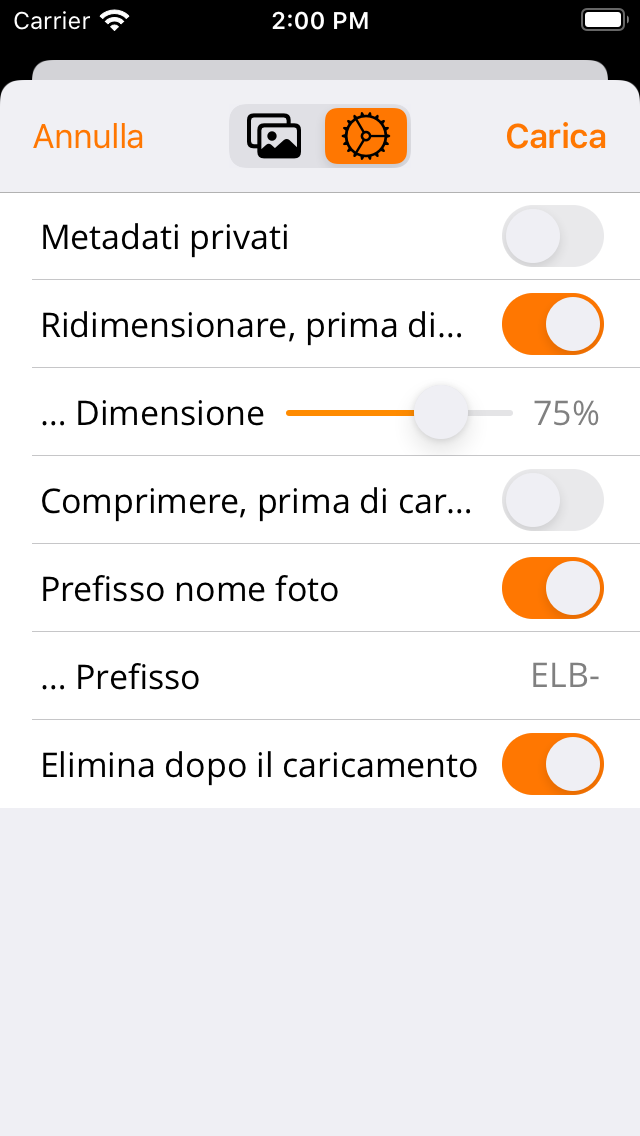 Carrier 2:00 PM
Annulla Carica
Metadati privati
Ridimensionare, prima di...
... Dimensione 75%
Comprimere, prima di car...
Prefisso nome foto
... Prefisso ELB-
Elimina dopo il caricamento